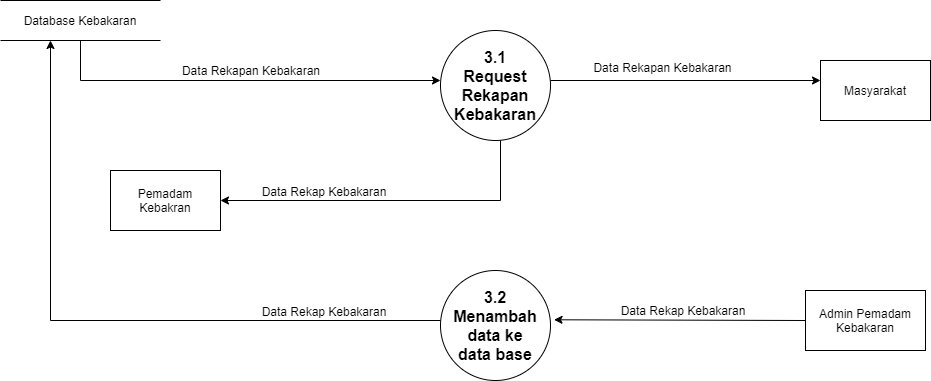 Database Kebakaran
Data Rekapan Kebakaran
3.1
Request
Rekapan
Kebakaran
Data Rekapan Kebakaran
Masyarakat
Pemadam
Kebakran
Data Rekap Kebakaran
Data Rekap Kebakaran
3.2
Menambah
data ke
data base
Data Rekap Kebakaran
Admin Pemadam
Kebakaran